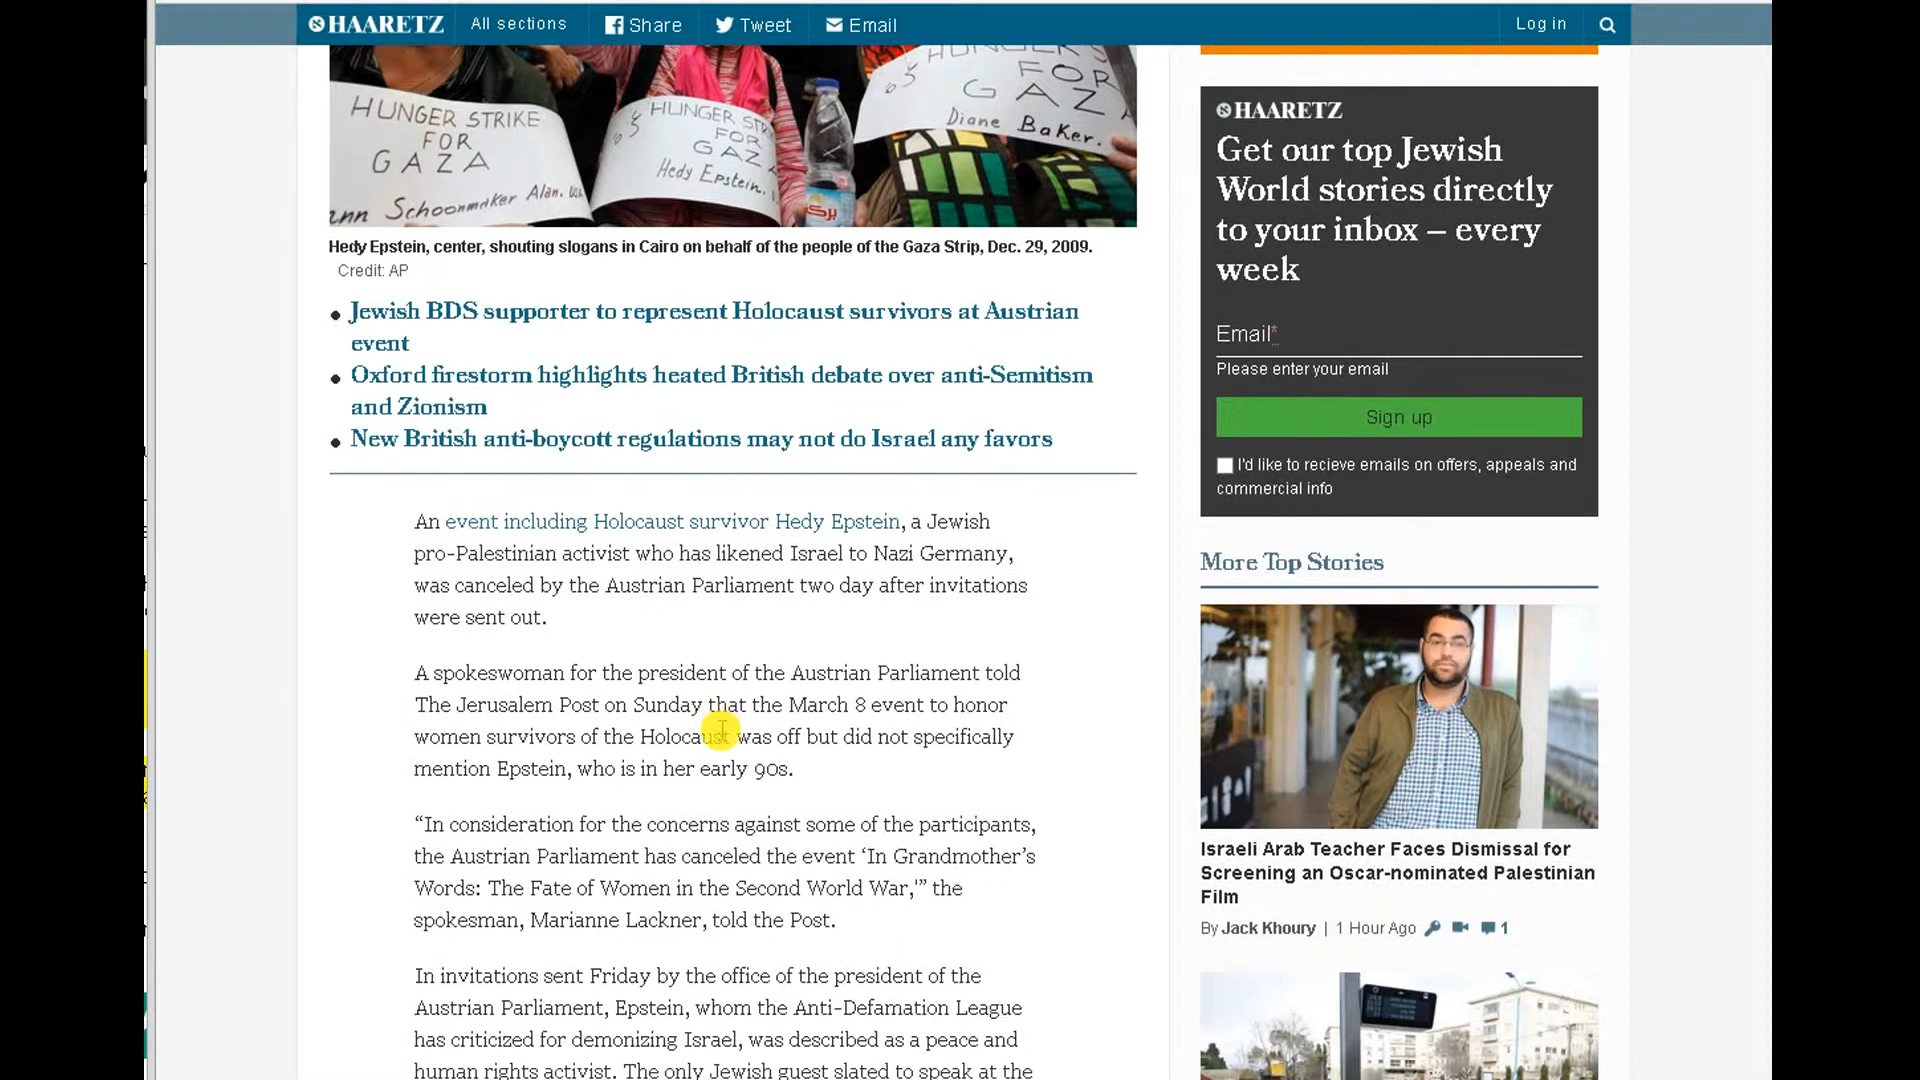 HAARETZ All sections Share Tweet Email Log in
HUNGER STRIKE
FOR
GAZA
Schoonmaker Alan.
HUNGER
FOR
GAZ
Hedy Epstein.
FOR
GAZ
Diane Baker.
Hedy Epstein, center, shouting slogans in Cairo on behalf of the people of the Gaza Strip, Dec. 29, 2009.
Credit: AP
Jewish BDS supporter to represent Holocaust survivors at Austrian
event
Oxford firestorm highlights heated British debate over anti-Semitism
and Zionism
New British anti-boycott regulations may not do Israel any favors
An event including Holocaust survivor Hedy Epstein, a Jewish
pro-Palestinian activist who has likened Israel to Nazi Germany,
was canceled by the Austrian Parliament two day after invitations
were sent out.
A spokeswoman for the president of the Austrian Parliament told
The Jerusalem Post on Sunday that the March 8 event to honor
women survivors of the Holocaust was off but did not specifically
mention Epstein, who is in her early 90s.
“In consideration for the concerns against some of the participants,
the Austrian Parliament has canceled the event ‘In Grandmother’s
Words: The Fate of Women in the Second World War,'” the
spokesman, Marianne Lackner, told the Post.
In invitations sent Friday by the office of the president of the
Austrian Parliament, Epstein, whom the Anti-Defamation League
has criticized for demonizing Israel, was described as a peace and
human rights activist. The only Jewish guest slated to speak at the
HAARETZ
Get our top Jewish
World stories directly
to your inbox – every
week
Email*
Please enter your email
Sign up
I'd like to recieve emails on offers, appeals and
commercial info
More Top Stories
Israeli Arab Teacher Faces Dismissal for
Screening an Oscar-nominated Palestinian
Film
By Jack Khoury | 1 Hour Ago 1